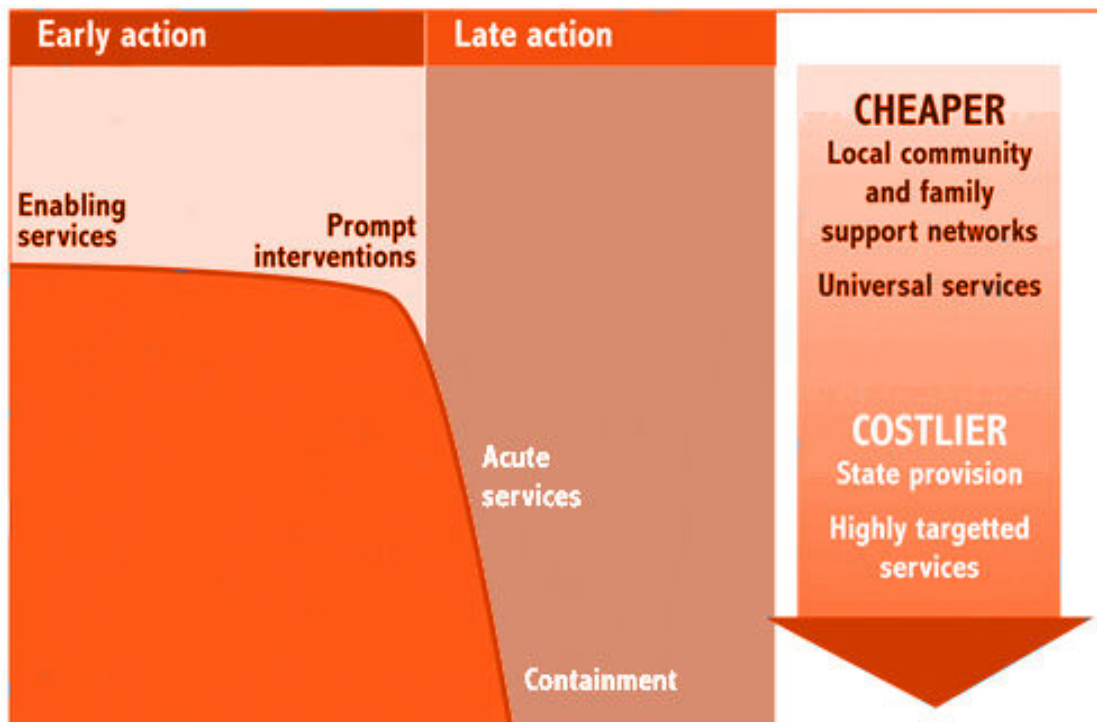 Early action
Late action
Enabling
services
Prompt
interventions
Acute
services
Containment
CHEAPER
Local community
and family
support networks
Universal services
COSTLIER
State provision
Highly targetted
services